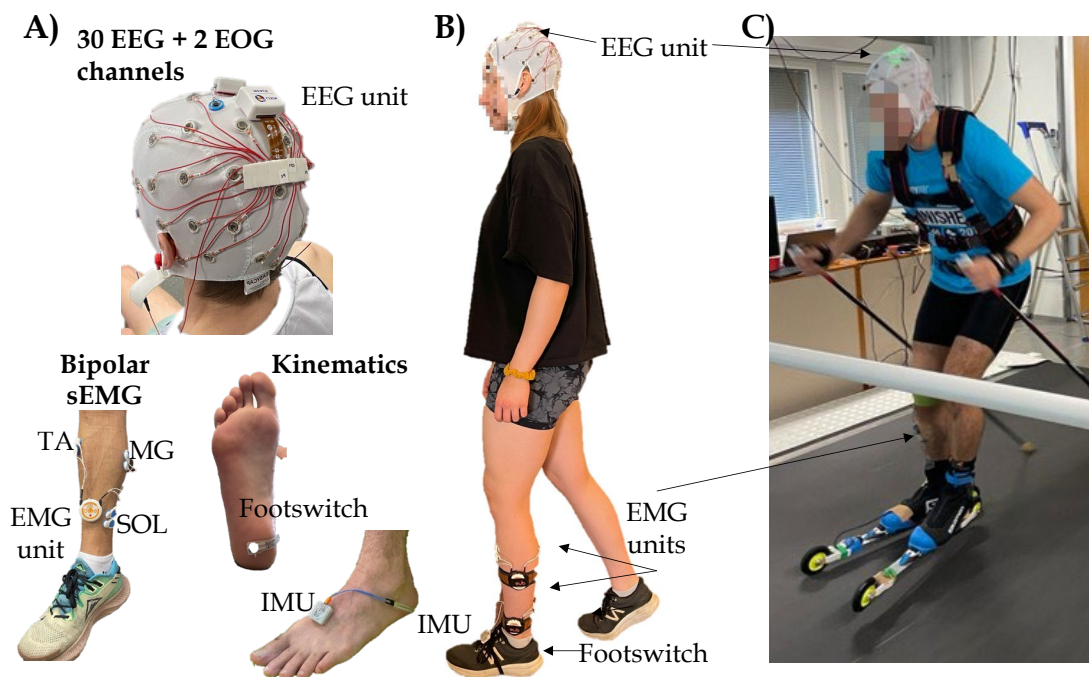 A)
30 EEG + 2 EOG
channels
EEG unit
Bipolar
sEMG
TA
MG
EMG
unit
SOL
Kinematics
Footswitch
IMU
B)
EEG unit
EMG
units
IMU
Footswitch
C)
INISHE